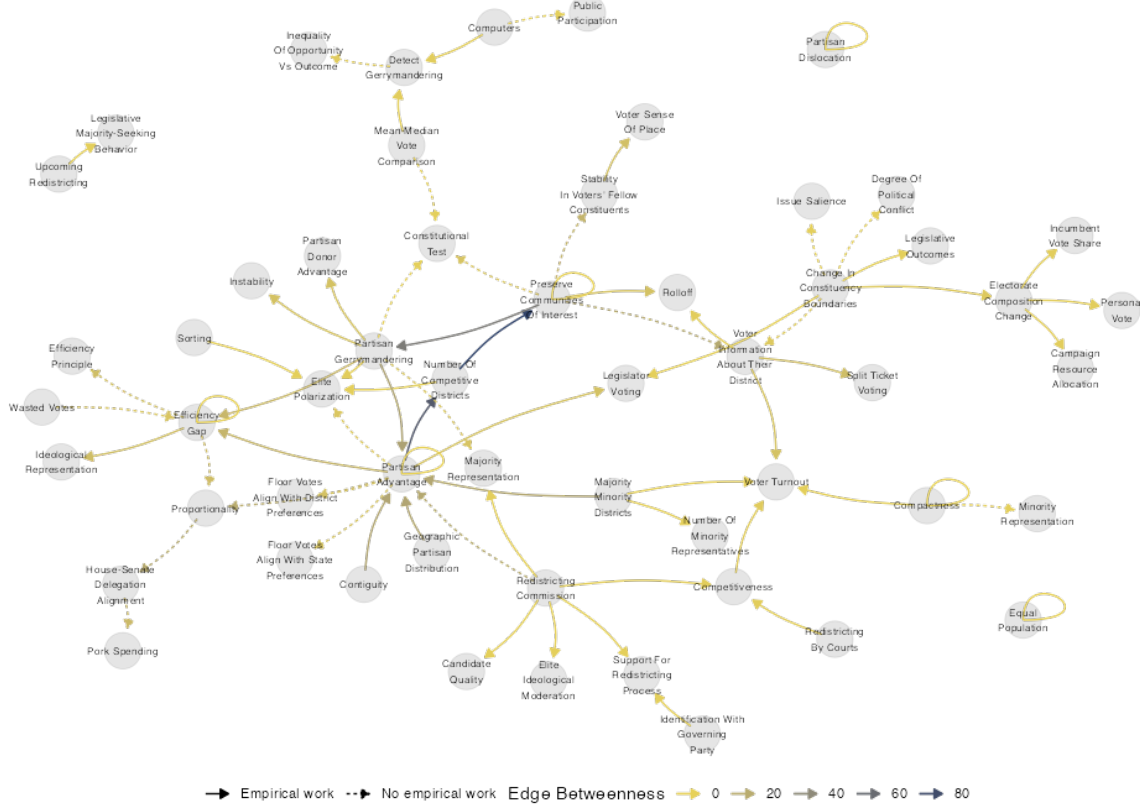 Public
Participation
Computers
Inequality
Of Opportunity
Vs Outcome
Detect
Gerrymandering
Partisan
Dislocation
Legislative
Majority-Seeking
Behavior
Upcoming
Redistricting
Mean-Median
Vote
Comparison
Voter Sense
Of Place
Stability
In Voters' Fellow
Constituents
Issue Salience
Degree Of
Political
Conflict
Constitutional
Test
Partisan
Donor
Advantage
Instability
Legislative
Outcomes
Incumbent
Vote Share
Preserve
Communities
Of Interest
Rolloff
Change In
Constituency
Boundaries
Electorate
Composition
Change
Personal
Vote
Sorting
Partisan
Gerrymandering
Voter
Information
About Their
District
Efficiency
Principle
Number Of
Competitive
Districts
Campaign
Resource
Allocation
Elite
Polarization
Legislator
Voting
Split Ticket
Voting
Wasted Votes
Efficiency
Gap
Ideological
Representation
Partisan
Advantage
Majority
Representation
Floor Votes
Align With District
Preferences
Majority
Minority
Districts
Voter Turnout
Proportionality
Compactness
Minority
Representation
Floor Votes
Align With State
Preferences
Geographic
Partisan
Distribution
Number Of
Minority
Representatives
House-Senate
Delegation
Alignment
Contiguity
Redistricting
Commission
Competitiveness
Equal
Population
Pork Spending
Redistricting
By Courts
Candidate
Quality
Elite
Ideological
Moderation
Support For
Redistricting
Process
Identification With
Governing
Party
Empirical work No empirical work Edge Betweenness 0 20 40 60 80